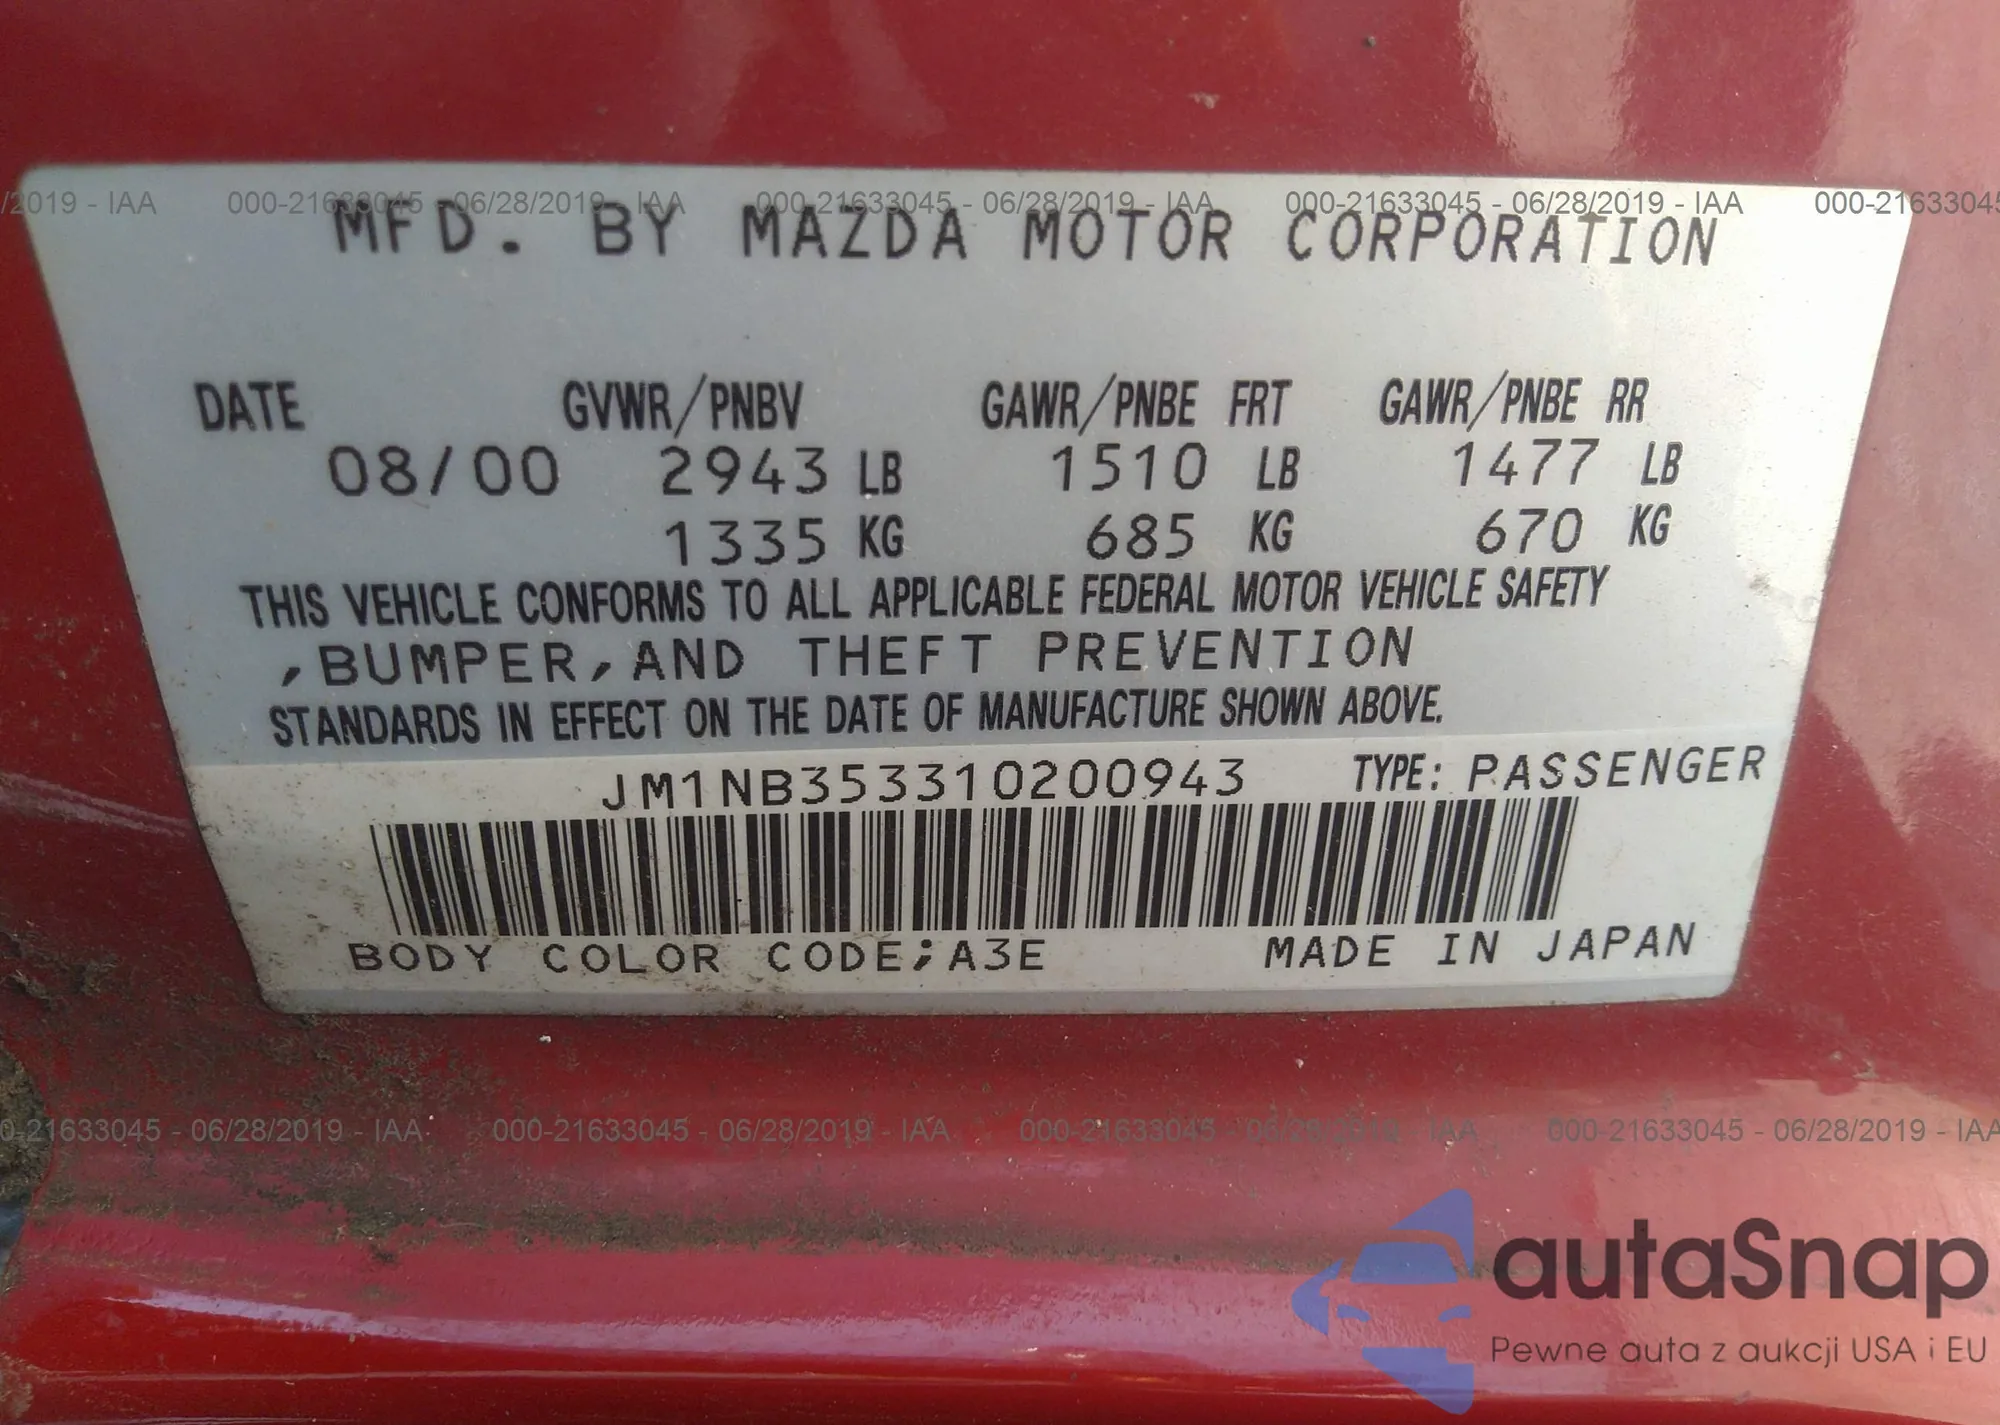 /2019 - IAA 000-21633045 - 06/28/2019 - IAA 000-21633045 - 06/28/2019 - IAA 000-21633045 - 06/28/2019 - IAA 000-2163304
MFD. BY MAZDA MOTOR CORPORATION
DATE GVWR/PNBV GAWR/PNBE FRT GAWR/PNBE RR
08/00 2943 LB 1510 LB 1477 LB
1335 KG 685 KG 670 KG
THIS VEHICLE CONFORMS TO ALL APPLICABLE FEDERAL MOTOR VEHICLE SAFETY
,BUMPER,AND THEFT PREVENTION
STANDARDS IN EFFECT ON THE DATE OF MANUFACTURE SHOWN ABOVE.
JM1NB353310200943 TYPE: PASSENGER
BODY COLOR CODE;A3E MADE IN JAPAN
0-21633045 - 06/28/2019 - IAA 000-21633045 - 06/28/2019 - IAA 000-21633045 - 06/28/2019 - IAA 000-21633045 - 06/28/2019 - IAA
autaSnap
Pewne auta z aukcji USA i EU